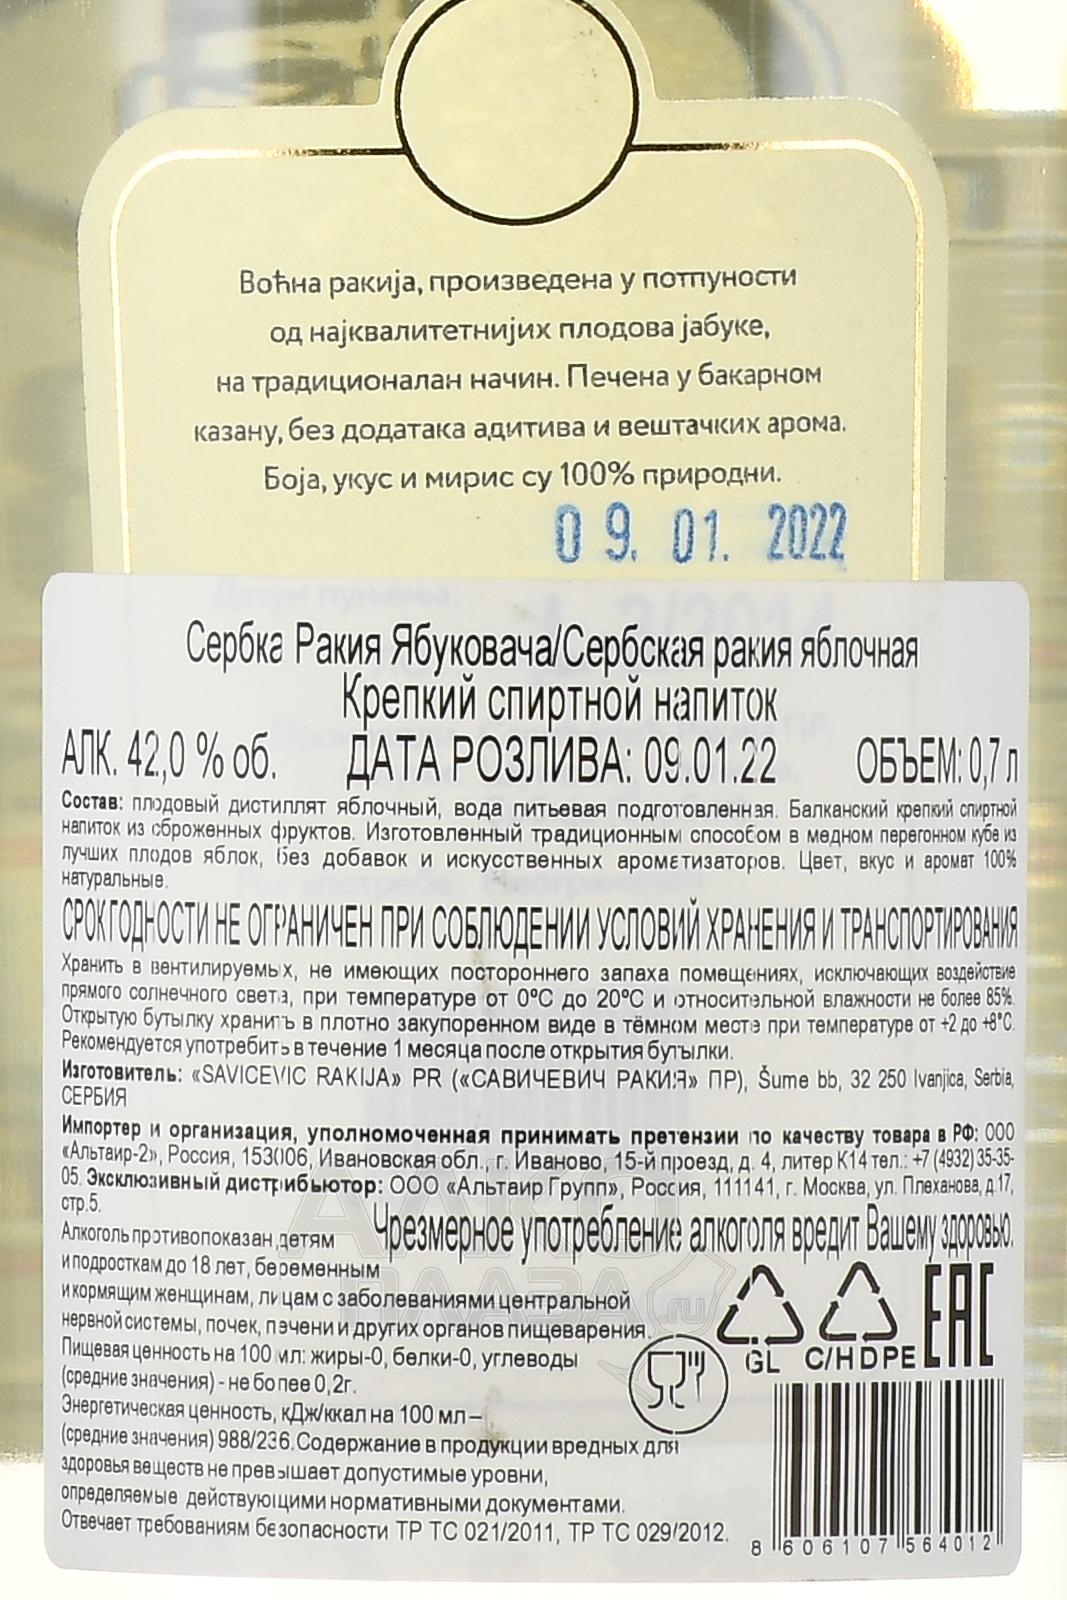 Воћна ракија, произведена у потпуности
од најквалитетнијих плодова јабуке,
на традиционалан начин. Печена у бакарном
казану, без додатака адитива и вештачких арома.
Боја, укус и мирис су 100% природни.
09. 01. 2022
Датум пуњења:
Сербка Ракия Ябуковача/Сербская ракия яблочная
Крепкий спиртной напиток
АЛК. 42,0 % об. ДАТА РОЗЛИВА: 09.01.22 ОБЪЕМ: 0,7 л
Состав: плодовый дистиллят яблочный, вода питьевая подготовленная. Балканский крепкий спиртной
напиток из сброженных фруктов. Изготовленный традиционным способом в медном перегонном кубе из
лучших плодов яблок, без добавок и искусственных ароматизаторов. Цвет, вкус и аромат 100%
натуральные.
СРОК ГОДНОСТИ НЕ ОГРАНИЧЕН ПРИ СОБЛЮДЕНИИ УСЛОВИЙ ХРАНЕНИЯ И ТРАНСПОРТИРОВАНИЯ
Хранить в вентилируемых, не имеющих постороннего запаха помещениях, исключающих воздействие
прямого солнечного света, при температуре от 0°С до 20°С и относительной влажности не более 85%.
Открытую бутылку хранить в плотно закупоренном виде в тёмном месте при температуре от +2 до +8°С.
Рекомендуется употребить в течение 1 месяца после открытия бутылки.
Изготовитель: «SAVICEVIC RAKIJA» PR («САВИЧЕВИЧ РАКИЯ» ПР), Šume bb, 32 250 Ivanjica, Serbia,
СЕРБИЯ
Импортер и организация, уполномоченная принимать претензии по качеству товара в РФ: ООО
«Альтаир-2», Россия, 153006, Ивановская обл., г. Иваново, 15-й проезд, д. 4, литер К14 тел.: +7 (4932) 35-35-
05. Эксклюзивный дистрибьютор: ООО «Альтаир Групп», Россия, 111141, г. Москва, ул. Плеханова, д.17,
стр.5.
Чрезмерное употребление алкоголя вредит Вашему здоровью.
Алкоголь противопоказан детям
и подросткам до 18 лет, беременным
и кормящим женщинам, лицам с заболеваниями центральной
нервной системы, почек, печени и других органов пищеварения.
Пищевая ценность на 100 мл: жиры-0, белки-0, углеводы
(средние значения) - не более 0,2г.
Энергетическая ценность, кДж/ккал на 100 мл –
(средние значения) 988/236. Содержание в продукции вредных для
здоровья веществ не превышает допустимые уровни,
определяемые действующими нормативными документами.
Отвечает требованиям безопасности ТР ТС 021/2011, ТР ТС 029/2012.
GL C/HDPE EAC
8 606107 564012
АЛКО
ПЛАЗА.ru